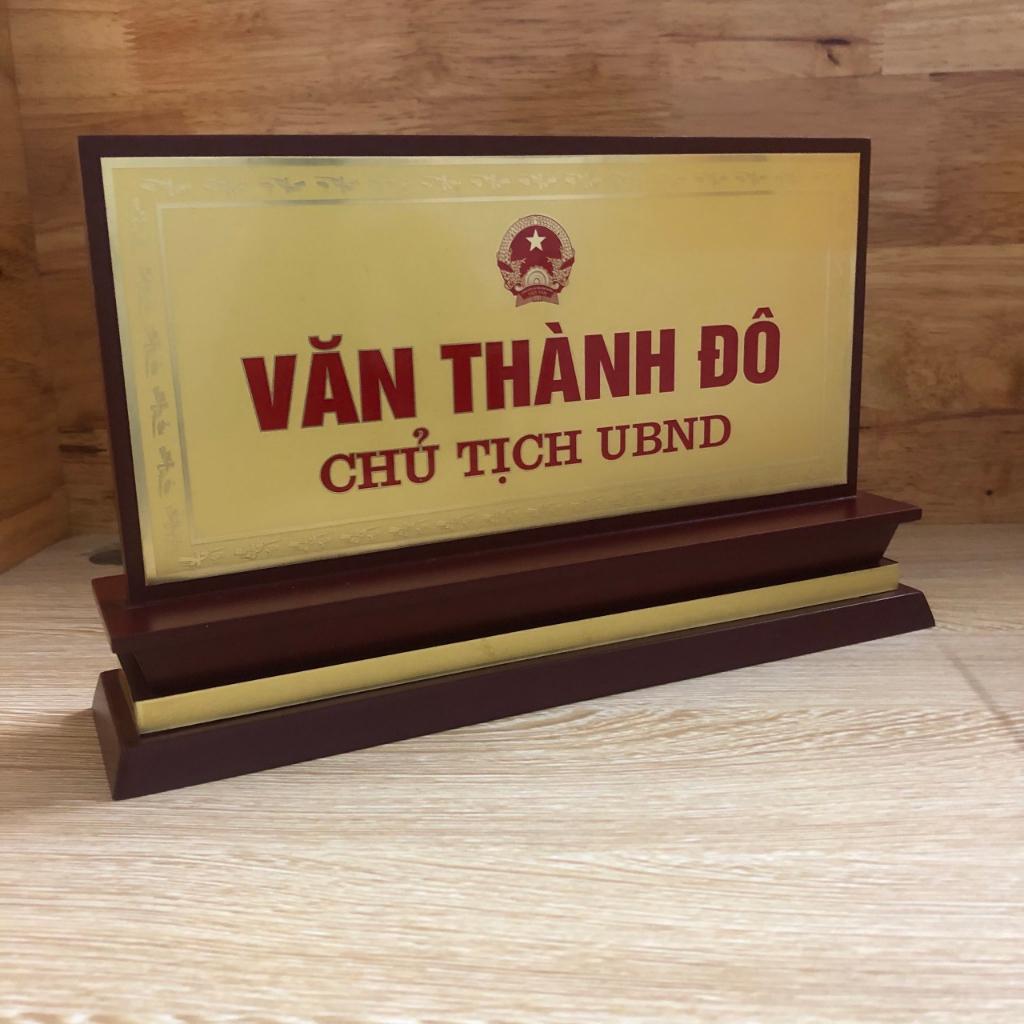 VĂN THÀNH ĐÔ
CHỦ TỊCH UBND